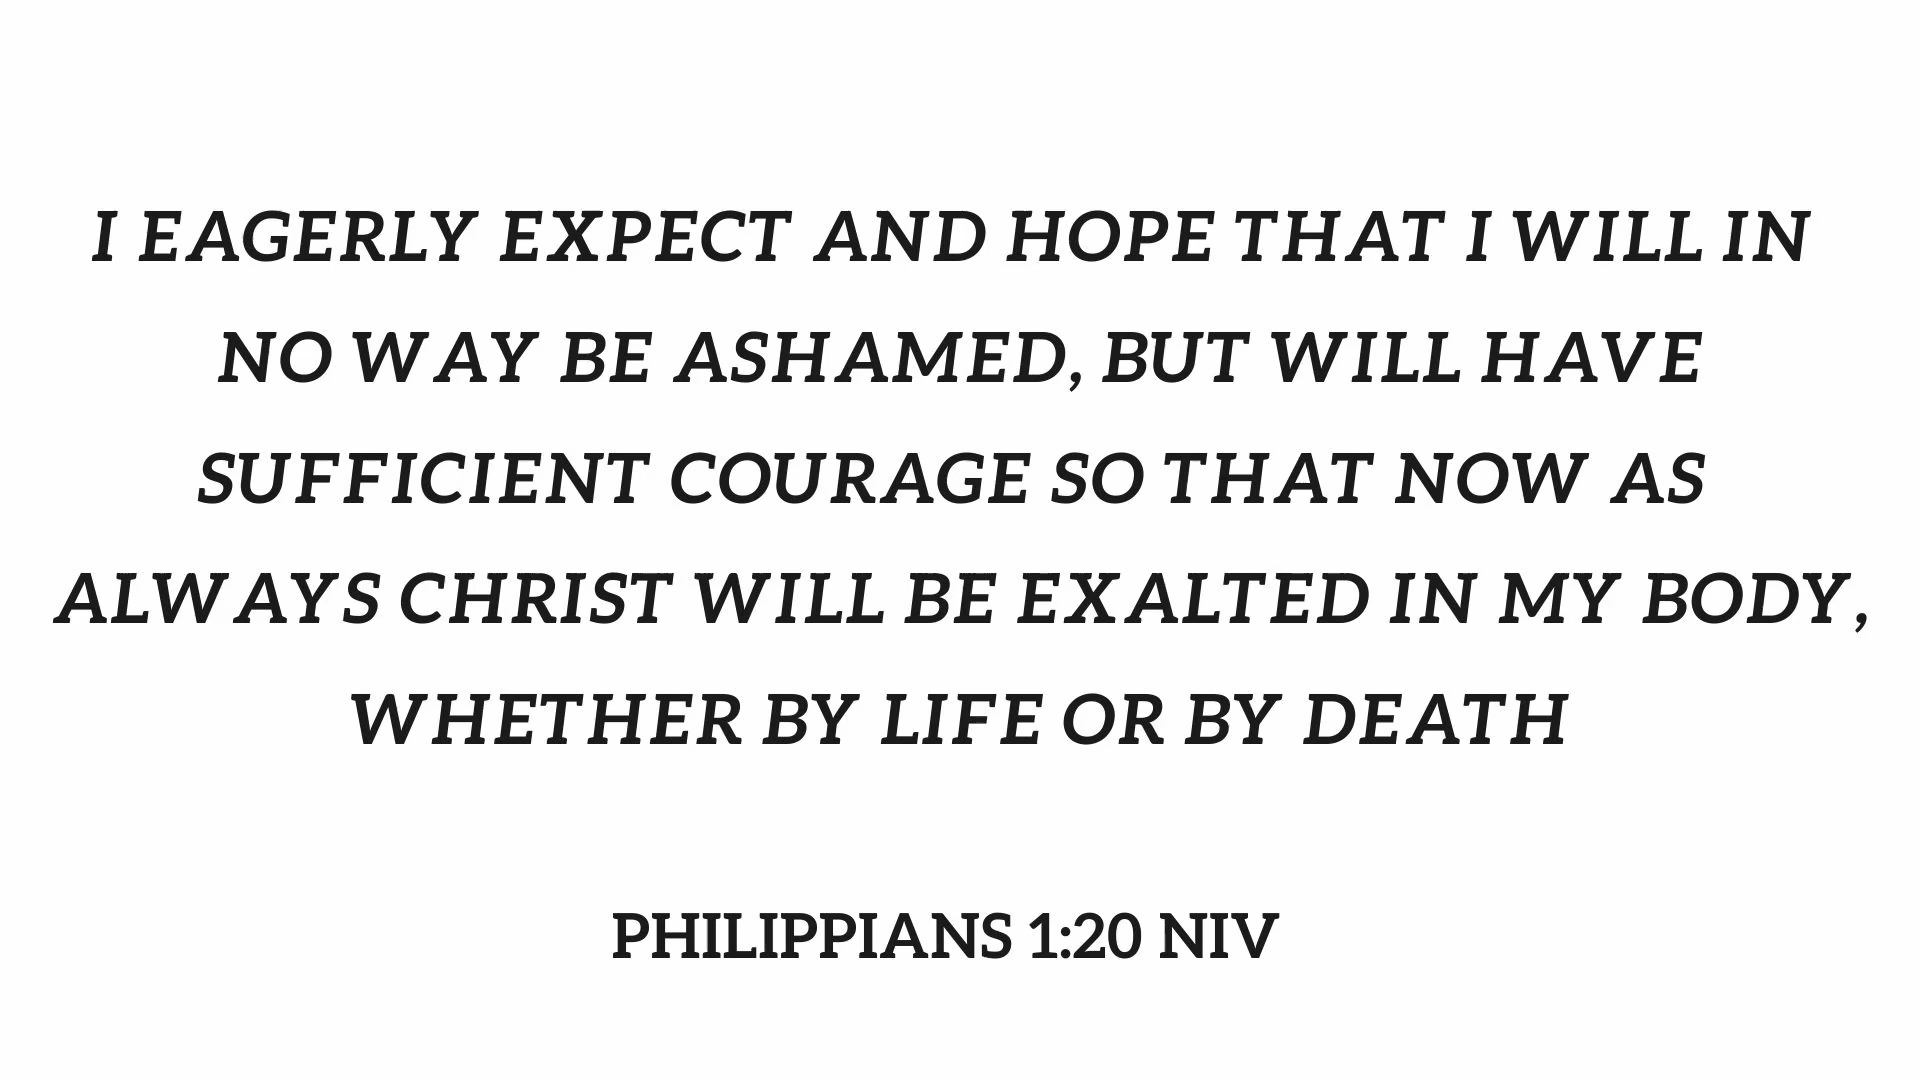 I EAGERLY EXPECT AND HOPE THAT I WILL IN
NO WAY BE ASHAMED, BUT WILL HAVE
SUFFICIENT COURAGE SO THAT NOW AS
ALWAYS CHRIST WILL BE EXALTED IN MY BODY,
WHETHER BY LIFE OR BY DEATH
PHILIPPIANS 1:20 NIV